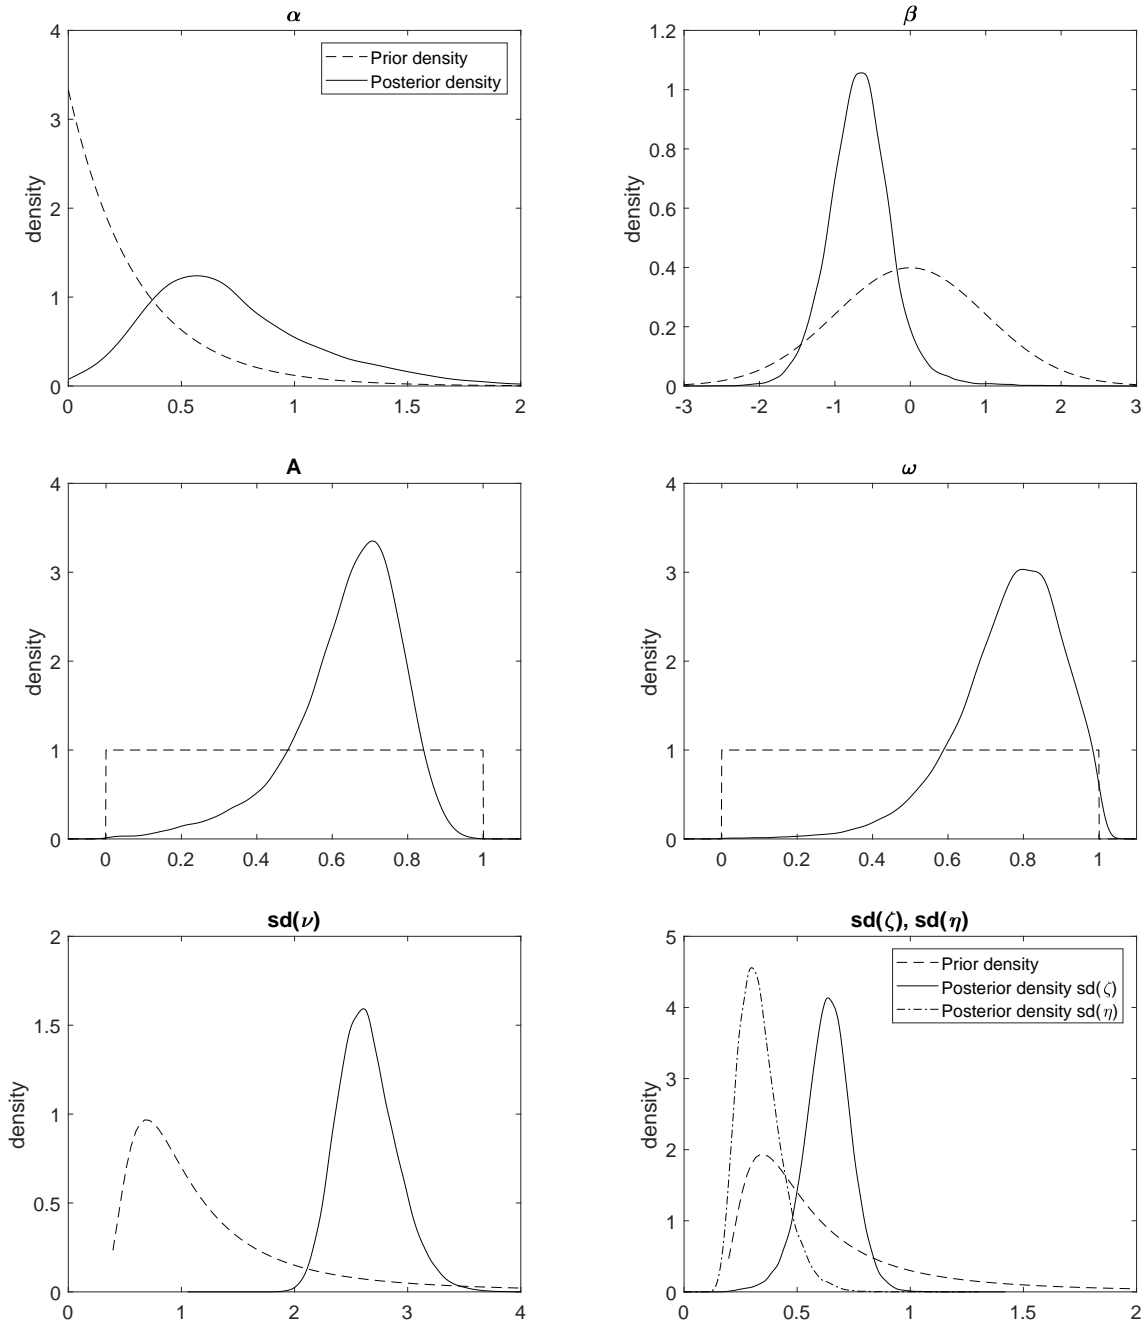 α
4
3
2
1
0
density
Prior density
Posterior density
0 0.5 1 1.5 2
β
1.2
1
0.8
0.6
0.4
0.2
0
density
-3 -2 -1 0 1 2 3
A
4
3
2
1
0
density
0 0.2 0.4 0.6 0.8 1
ω
4
3
2
1
0
density
0 0.2 0.4 0.6 0.8 1
sd(ν)
2
1.5
1
0.5
0
density
0 1 2 3 4
sd(ζ), sd(η)
5
4
3
2
1
0
density
Prior density
Posterior density sd(ζ)
Posterior density sd(η)
0 0.5 1 1.5 2